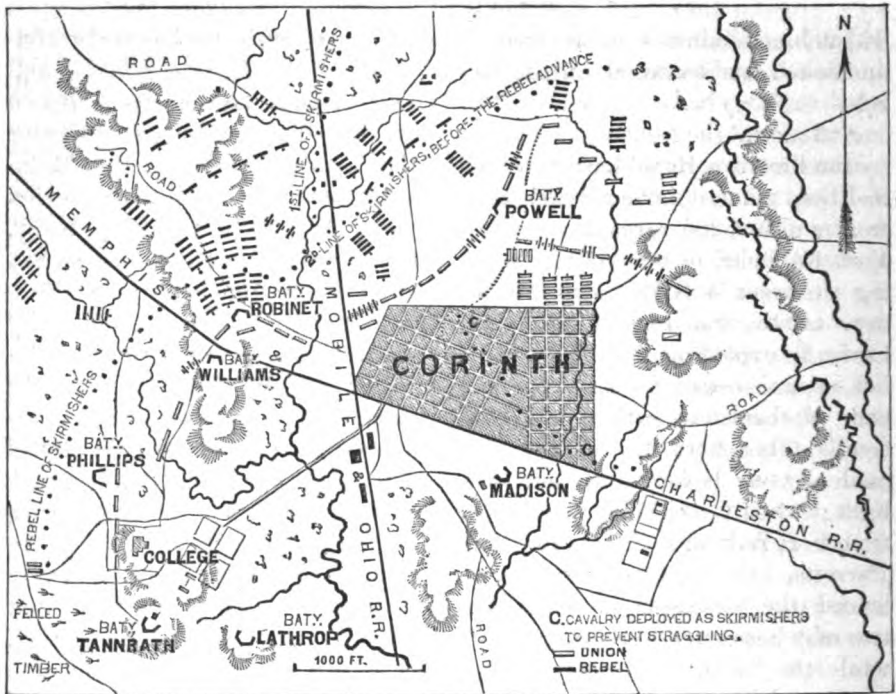 N
ROAD
ROAD
1ST LINE OF SKIRMISHERS
2D LINE OF SKIRMISHERS, BEFORE THE REBEL ADVANCE
BATY.
POWELL
MEMPHIS
BATY.
ROBINET
MOBILE & OHIO R.R.
C
CORINTH
&
BATY.
WILLIAMS
ROAD
C
BATY.
PHILLIPS
REBEL LINE OF SKIRMISHERS
BATY.
MADISON
CHARLESTON R.R.
COLLEGE
FELLED
TIMBER
BATY.
TANNRATH
BATY.
LATHROP
1000 FT.
ROAD
C. CAVALRY DEPLOYED AS SKIRMISHERS
TO PREVENT STRAGGLING.
UNION
REBEL